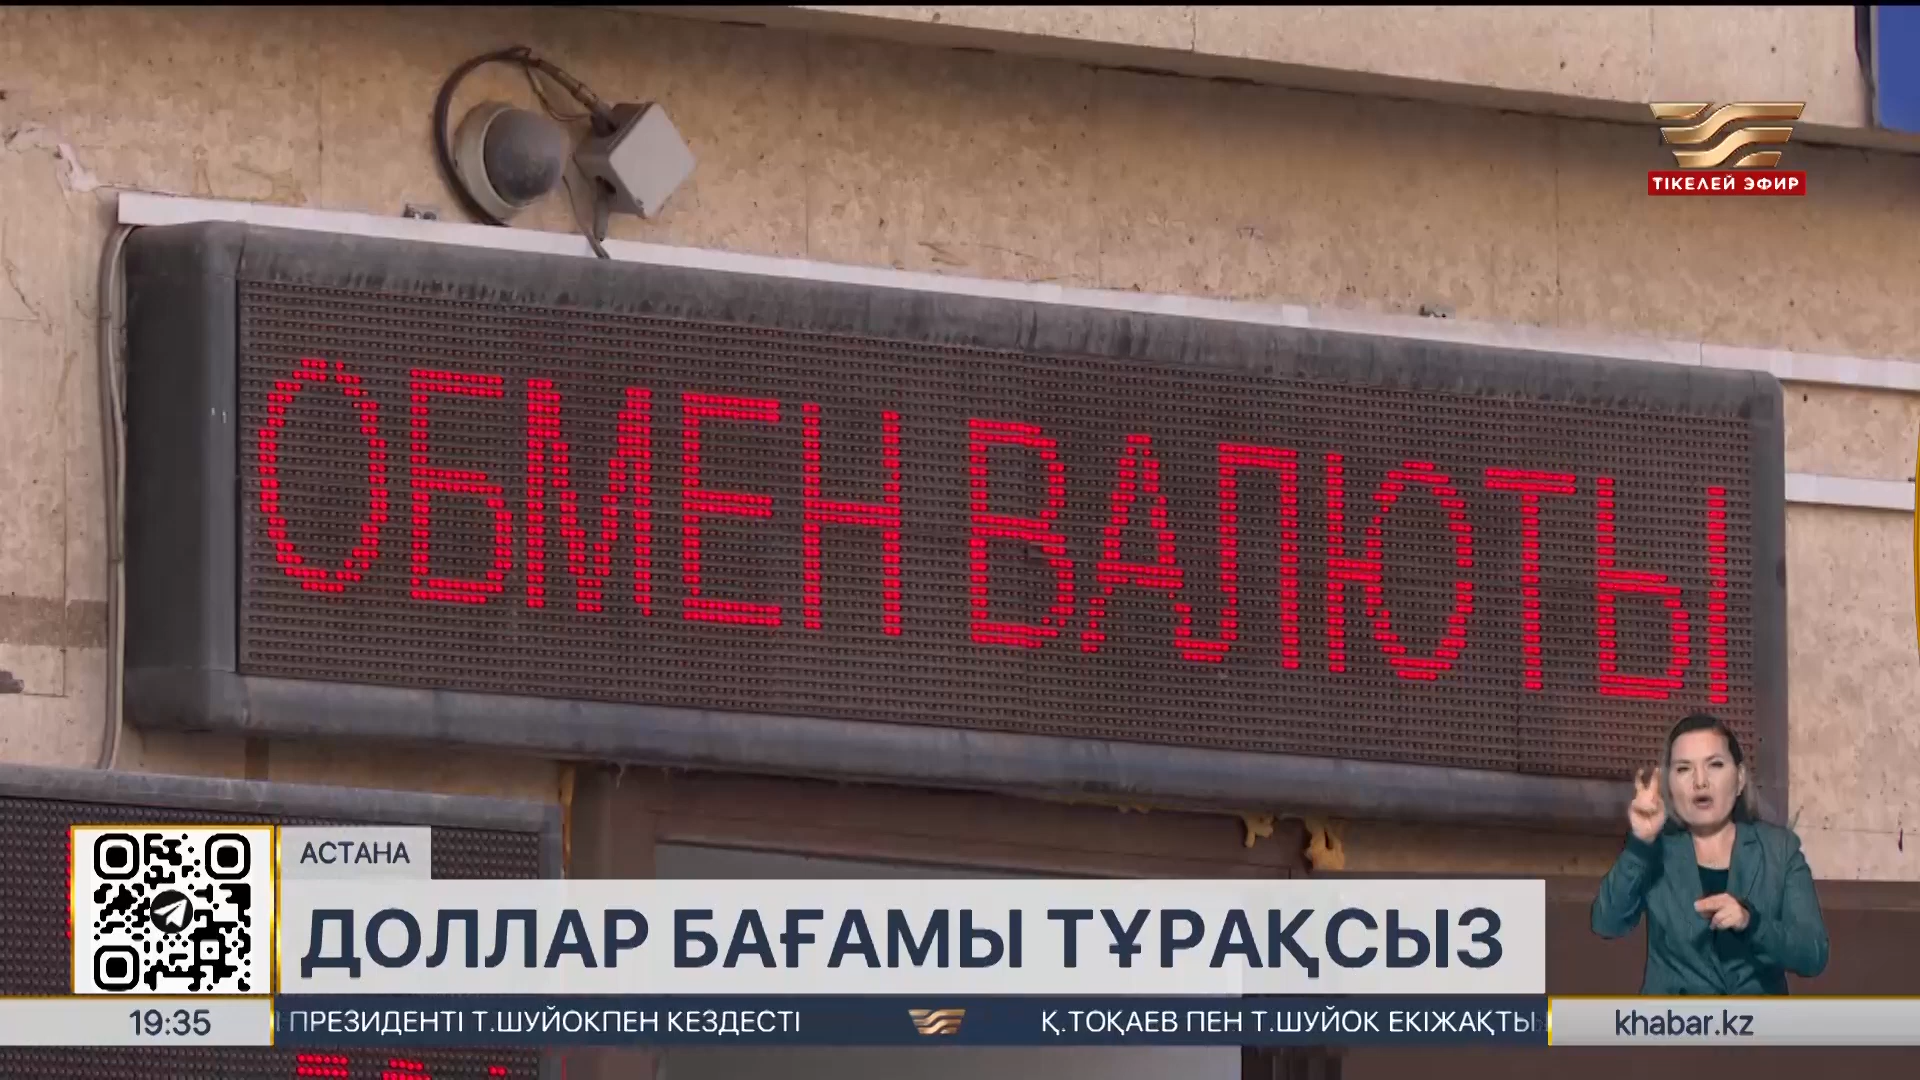 ТІКЕЛЕЙ ЭФИР
ОБМЕН ВАЛЮТЫ
АСТАНА
ДОЛЛАР БАҒАМЫ ТҰРАҚСЫЗ
19:35
ПРЕЗИДЕНТІ Т.ШУЙОКПЕН КЕЗДЕСТІ
Қ.ТОҚАЕВ ПЕН Т.ШУЙОК ЕКІЖАҚТЫ
khabar.kz